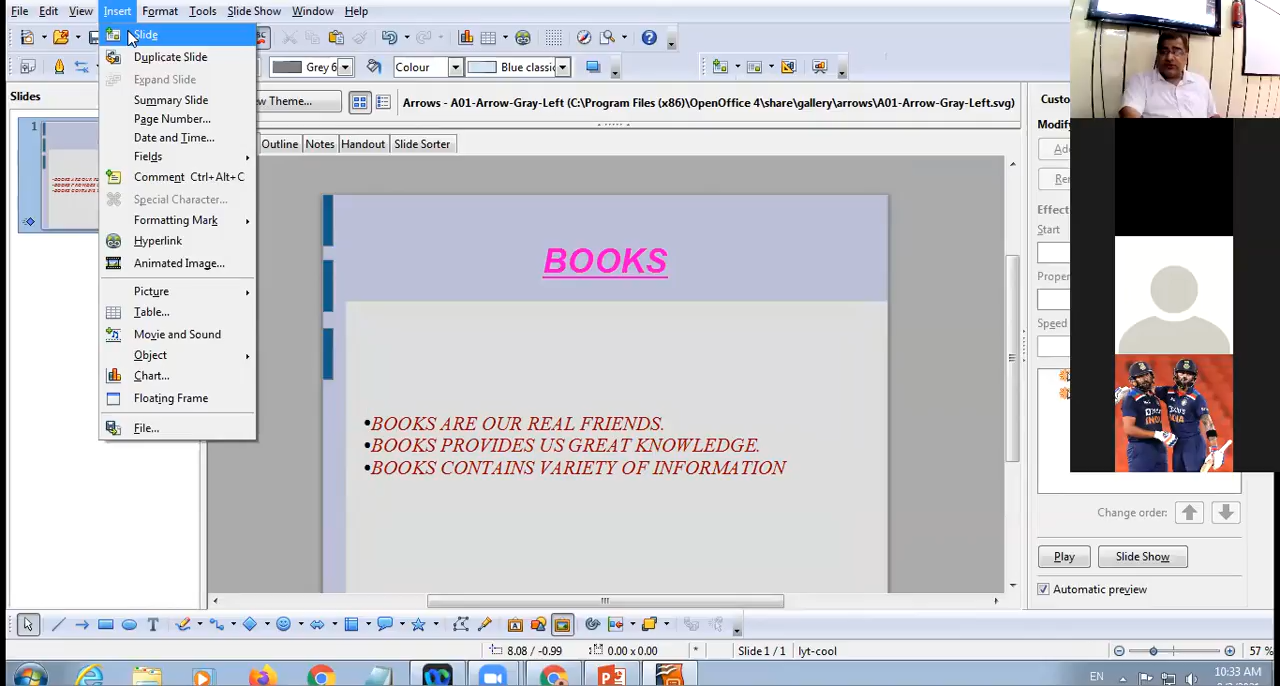 File Edit View Insert Format Tools Slide Show Window Help
Slide
Duplicate Slide
Expand Slide
Summary Slide
Page Number...
Date and Time...
Fields
Comment Ctrl+Alt+C
Special Character...
Formatting Mark
Hyperlink
Animated Image...
Picture
Table...
Movie and Sound
Object
Chart...
Floating Frame
File...
Grey 6
Colour
Blue classic
Slides
1
w Theme...
Arrows - A01-Arrow-Gray-Left (C:\Program Files (x86)\OpenOffice 4\share\gallery\arrows\A01-Arrow-Gray-Left.svg)
Outline Notes Handout Slide Sorter
BOOKS
•BOOKS ARE OUR REAL FRIENDS.
•BOOKS PROVIDES US GREAT KNOWLEDGE.
•BOOKS CONTAINS VARIETY OF INFORMATION
Custo
Modify
Effect
Start
Proper
Speed
INDIA
Change order:
Play Slide Show
Automatic preview
8.08 / -0.99 0.00 x 0.00 * Slide 1 / 1 lyt-cool 57 %
EN 10:33 AM